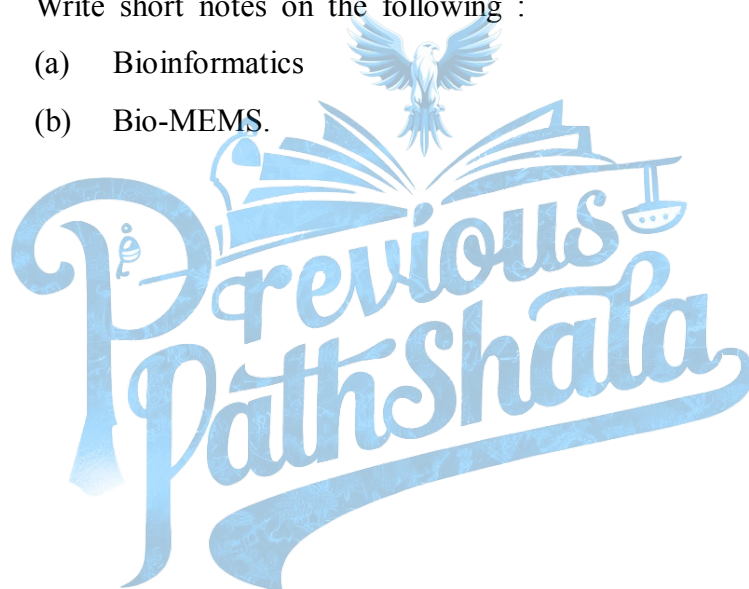 Write short notes on the following :
(a) Bioinformatics
(b) Bio-MEMS.
Previous
Pathshala